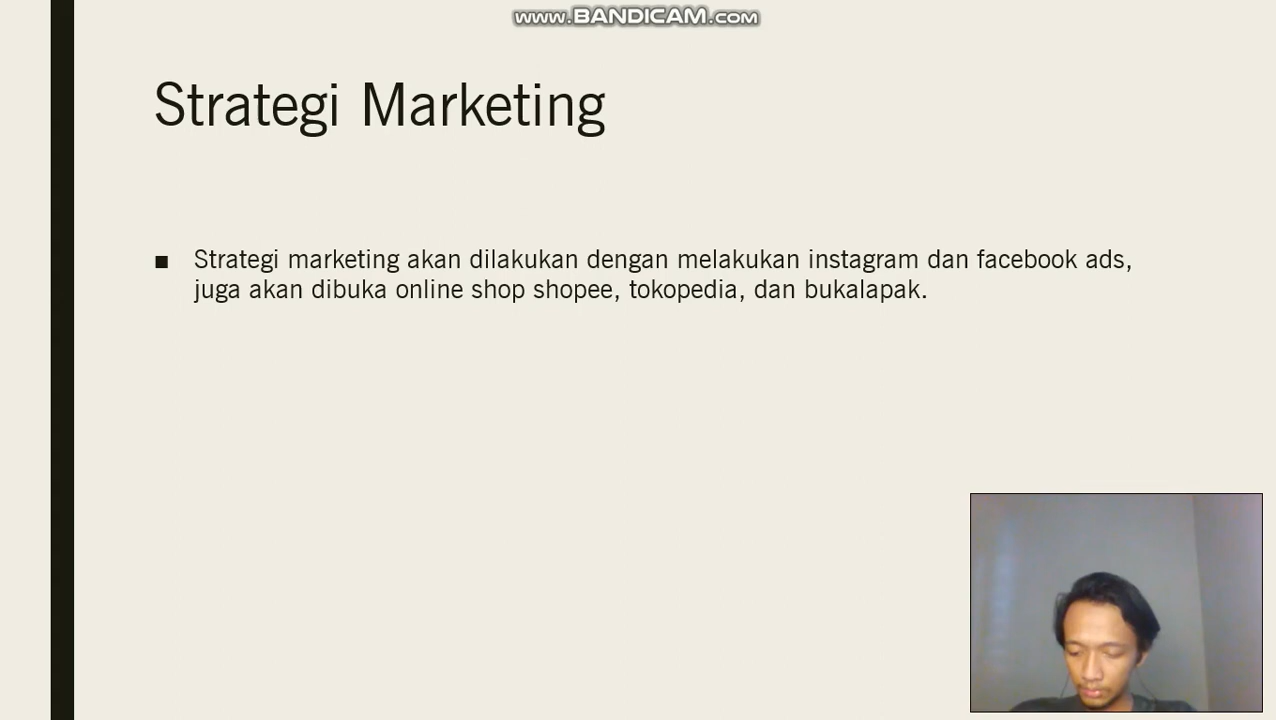 www.BANDICAM.com
Strategi Marketing
■ Strategi marketing akan dilakukan dengan melakukan instagram dan facebook ads,
juga akan dibuka online shop shopee, tokopedia, dan bukalapak.